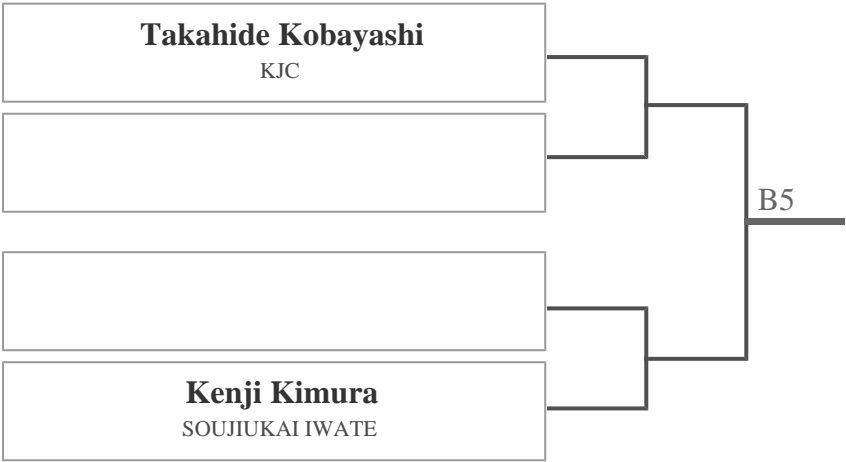 Takahide Kobayashi
KJC
B5
Kenji Kimura
SOUJIUKAI IWATE